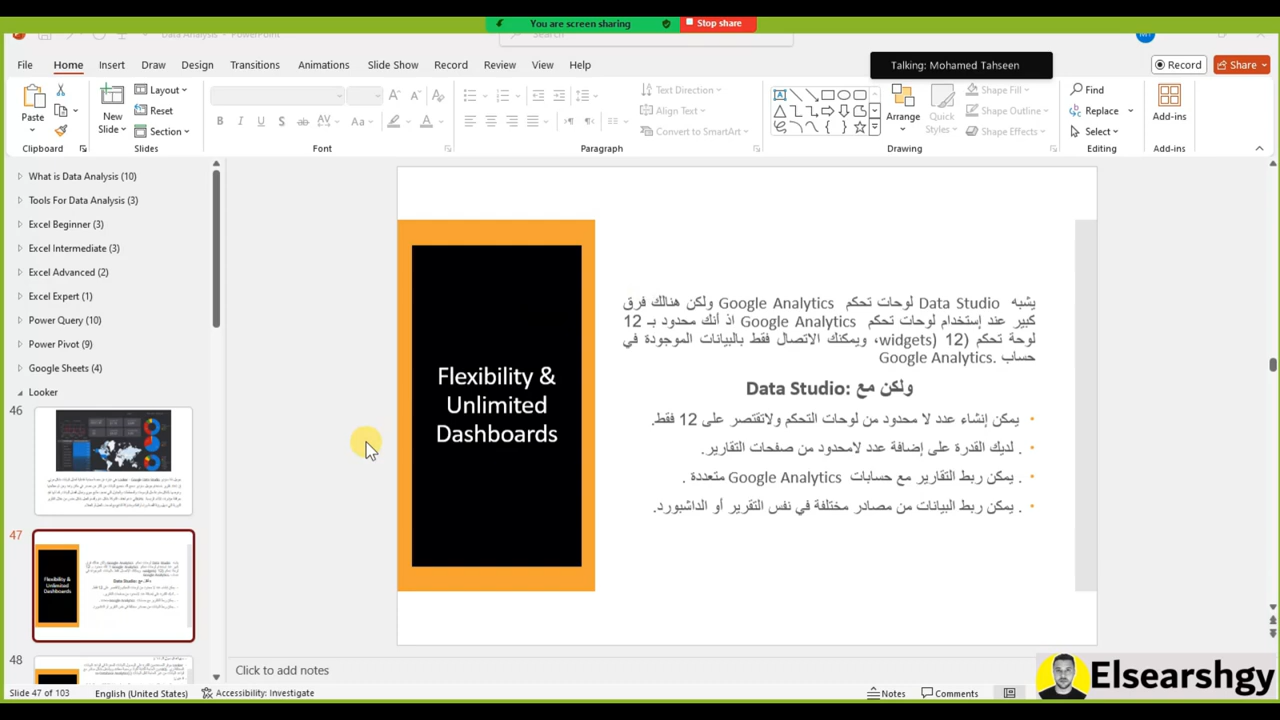 You are screen sharing
Stop share
Data Analysis - PowerPoint
Search
File Home Insert Draw Design Transitions Animations Slide Show Record Review View Help
Talking: Mohamed Tahseen
Record
Share
Paste
New
Slide
Layout
Reset
Section
B I U S ab AV Aa A
Text Direction
Align Text
Convert to SmartArt
Arrange
Quick
Styles
Shape Fill
Shape Outline
Shape Effects
Find
Replace
Select
Add-ins
Clipboard
Slides
Font
Paragraph
Drawing
Editing
Add-ins
What is Data Analysis (10)
Tools For Data Analysis (3)
Excel Beginner (3)
Excel Intermediate (3)
Excel Advanced (2)
Excel Expert (1)
Power Query (10)
Power Pivot (9)
Google Sheets (4)
Looker
46
47
Flexibility &
Unlimited
Dashboards
48
Flexibility &
Unlimited
Dashboards
يشبه Data Studio لوحات تحكم Google Analytics ولكن هنالك فرق
كبير عند إستخدام لوحات تحكم Google Analytics اذ أنك محدود بـ 12
لوحة تحكم (12 widgets)، ويمكنك الاتصال فقط بالبيانات الموجودة في
حساب Google Analytics.
ولكن مع Data Studio:
• يمكن إنشاء عدد لا محدود من لوحات التحكم ولاتقتصر على 12 فقط.
• . لديك القدرة على إضافة عدد لامحدود من صفحات التقارير.
• . يمكن ربط التقارير مع حسابات Google Analytics متعددة .
• . يمكن ربط البيانات من مصادر مختلفة في نفس التقرير أو الداشبورد.
Click to add notes
Slide 47 of 103
English (United States)
Accessibility: Investigate
Notes
Comments
Elsearshgy